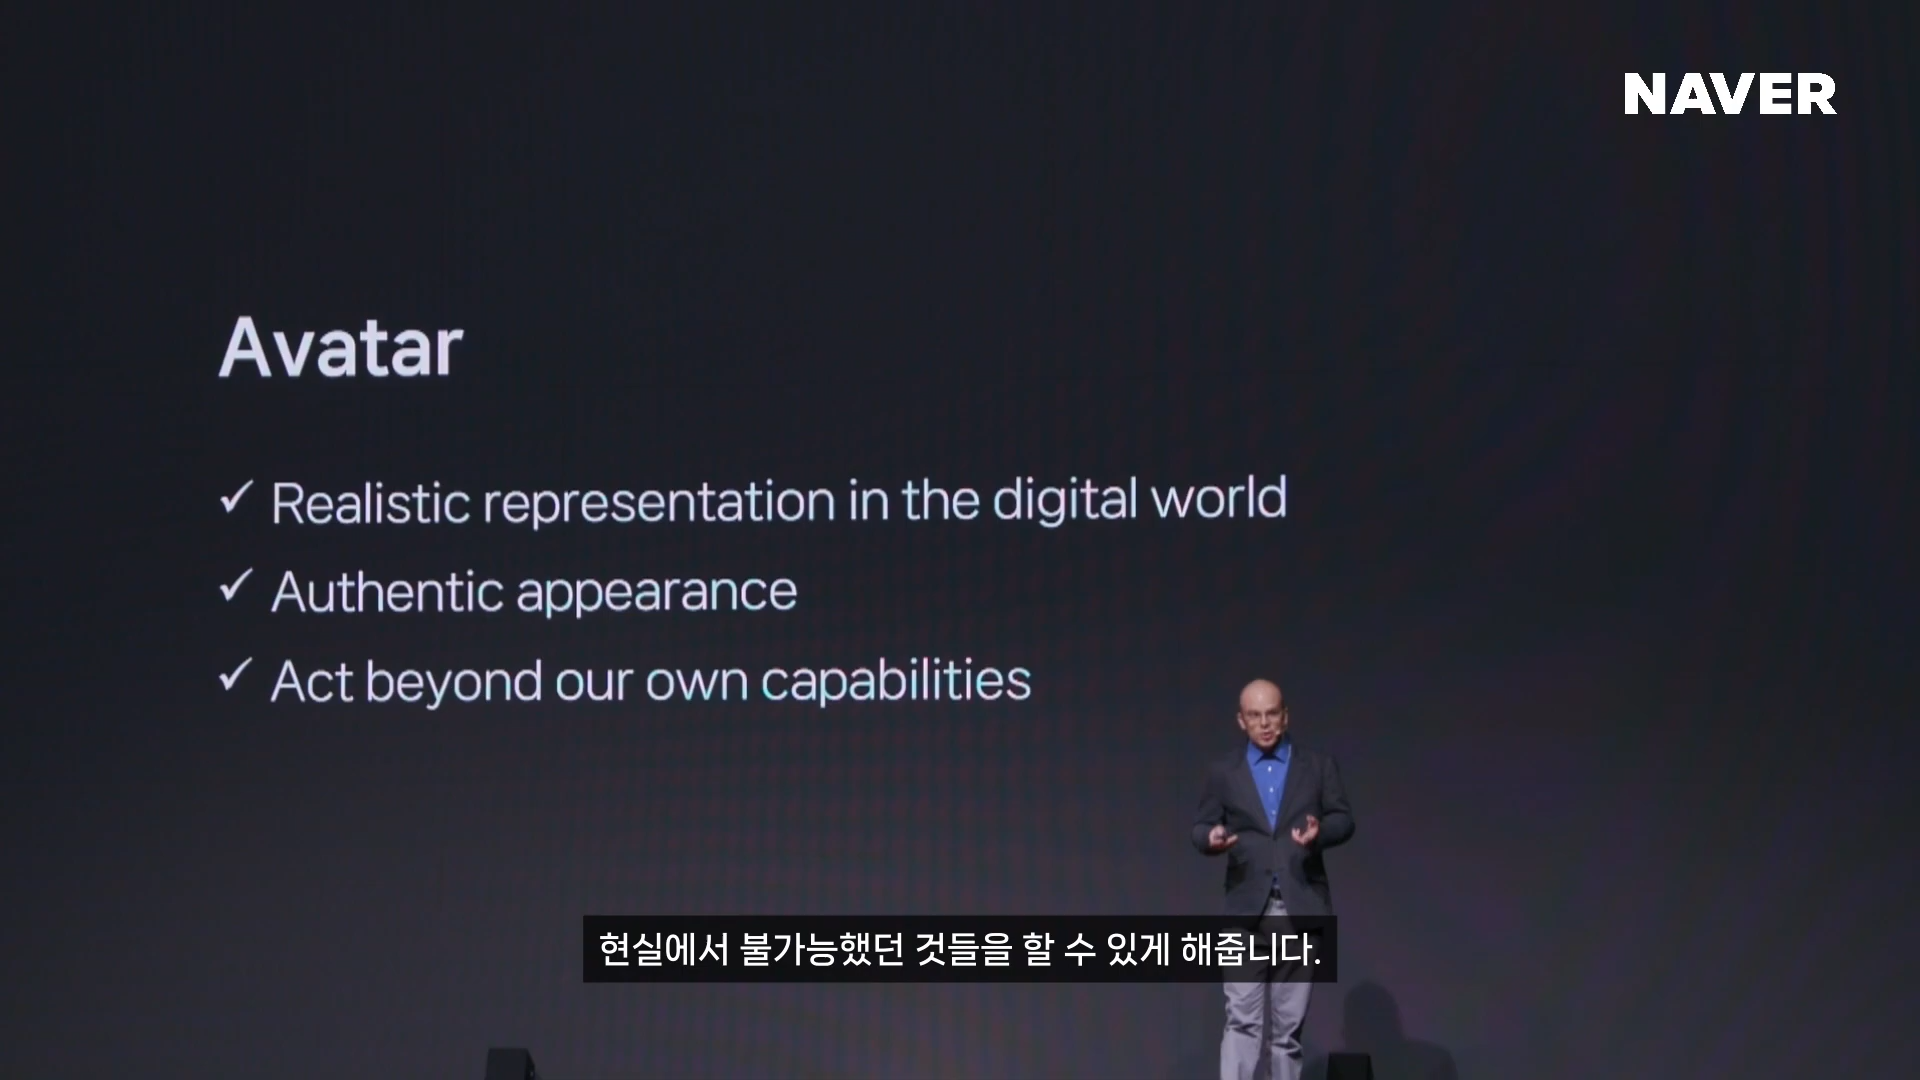 NAVER
Avatar
✓ Realistic representation in the digital world
✓ Authentic appearance
✓ Act beyond our own capabilities
현실에서 불가능했던 것들을 할 수 있게 해줍니다.